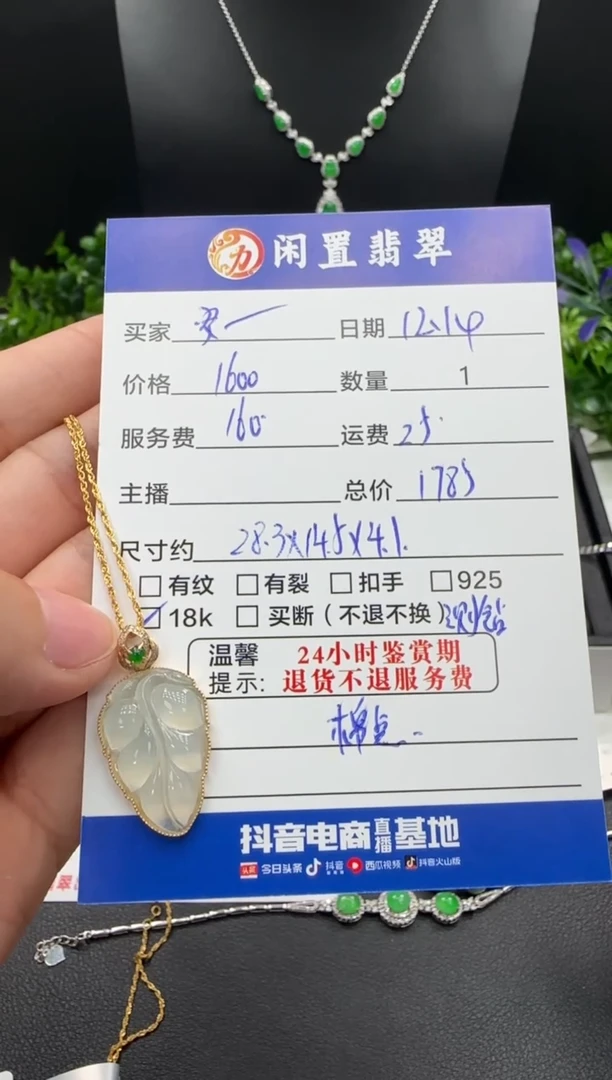 闲置翡翠
买家 日期 12.14
价格 1600 数量 1
服务费 160 运费 25
主播 总价 1785
尺寸约 28.3x14.5x4.1
□有纹 □有裂 □扣手 □925
☑18k □买断（不退不换）
温馨 24小时鉴赏期
提示: 退货不退服务费
棉点..
抖音电商直播基地
头条 今日头条 抖音 西瓜视频 抖音火山版